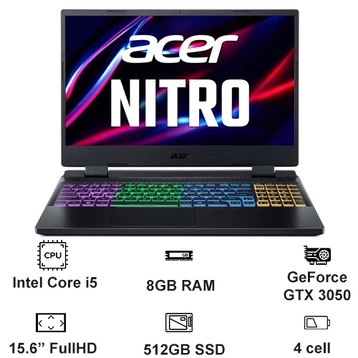 acer
NITRO
acer
CPU
Intel Core i5
8GB RAM
GeForce
GTX 3050
15.6” FullHD
512GB SSD
4 cell